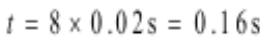 t = 8 × 0.02s = 0.16s